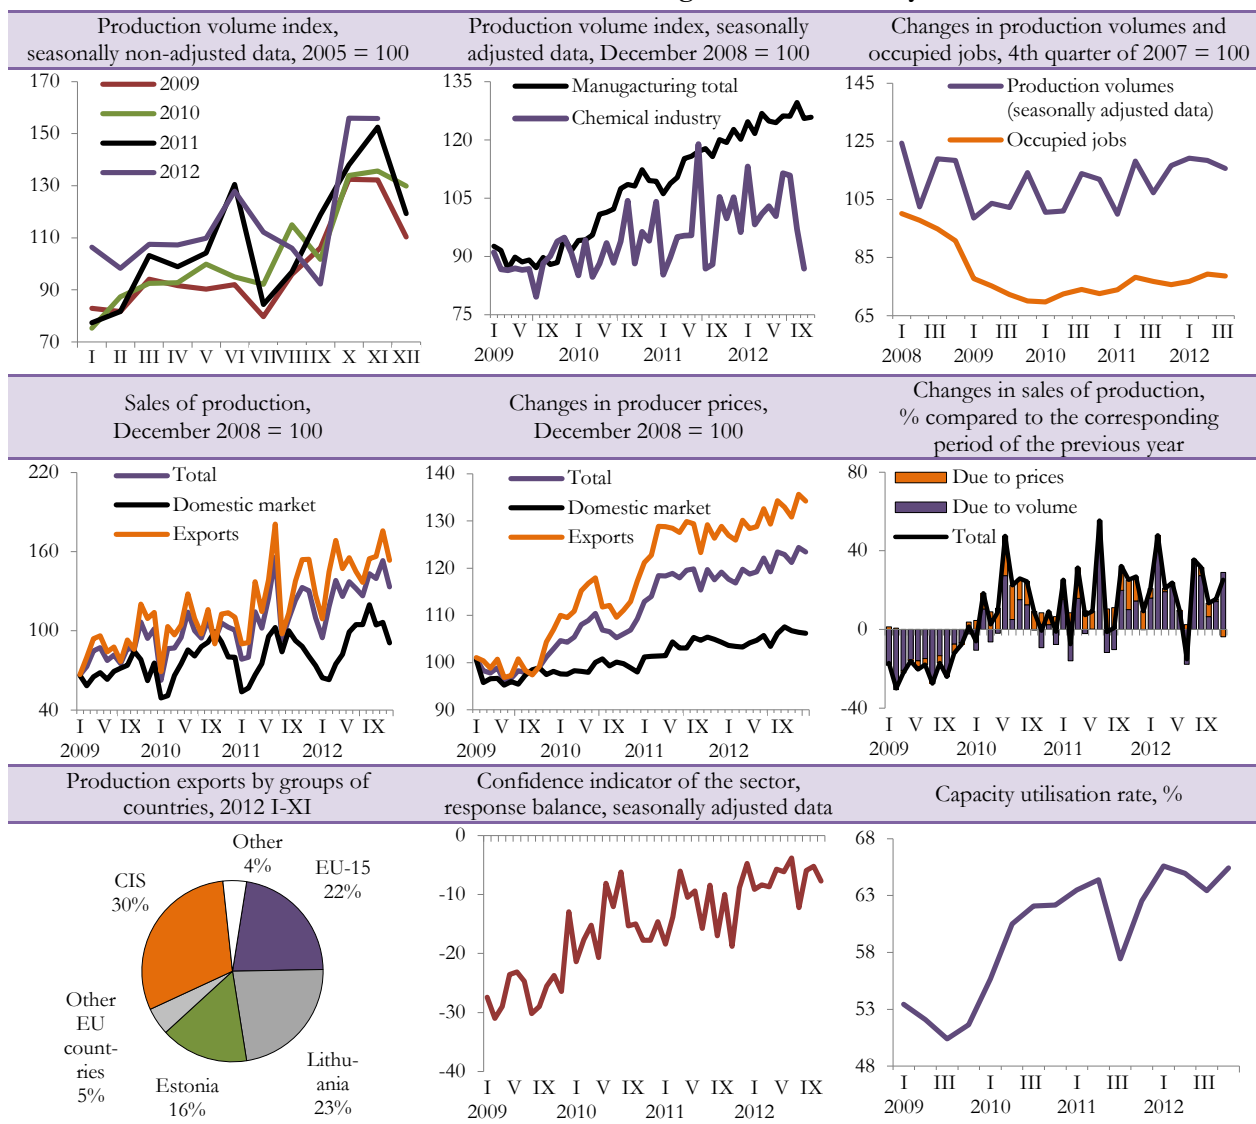 Production volume index,
seasonally non-adjusted data, 2005 = 100
170
150
130
110
90
70
2009
2010
2011
2012
I II III IV V VI VII VIII IX X XI XII
Production volume index, seasonally
adjusted data, December 2008 = 100
135
120
105
90
75
Manugacturing total
Chemical industry
I V IX I V IX I V IX I V IX
2009 2010 2011 2012
Changes in production volumes and
occupied jobs, 4th quarter of 2007 = 100
145
125
105
85
65
Production volumes
(seasonally adjusted data)
Occupied jobs
I III I III I III I III I III
2008 2009 2010 2011 2012
Sales of production,
December 2008 = 100
220
160
100
40
Total
Domestic market
Exports
I V IX I V IX I V IX I V IX
2009 2010 2011 2012
Changes in producer prices,
December 2008 = 100
140
130
120
110
100
90
Total
Domestic market
Exports
I V IX I V IX I V IX I V IX
2009 2010 2011 2012
Changes in sales of production,
% compared to the corresponding
period of the previous year
80
40
0
-40
Due to prices
Due to volume
Total
I V IX I V IX I V IX I V IX
2009 2010 2011 2012
Production exports by groups of
countries, 2012 I-XI
Other
4%
EU-15
22%
CIS
30%
Other
EU
count-
ries
5%
Estonia
16%
Lithu-
ania
23%
Confidence indicator of the sector,
response balance, seasonally adjusted data
0
-10
-20
-30
-40
I V IX I V IX I V IX I V IX
2009 2010 2011 2012
Capacity utilisation rate, %
68
63
58
53
48
I III I III I III I III
2009 2010 2011 2012